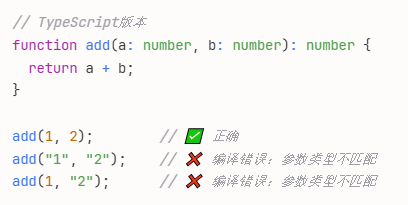 // TypeScript版本
function add(a: number, b: number): number {
  return a + b;
}

add(1, 2);        // ✅ 正确
add("1", "2");    // ❌ 编译错误：参数类型不匹配
add(1, "2");      // ❌ 编译错误：参数类型不匹配